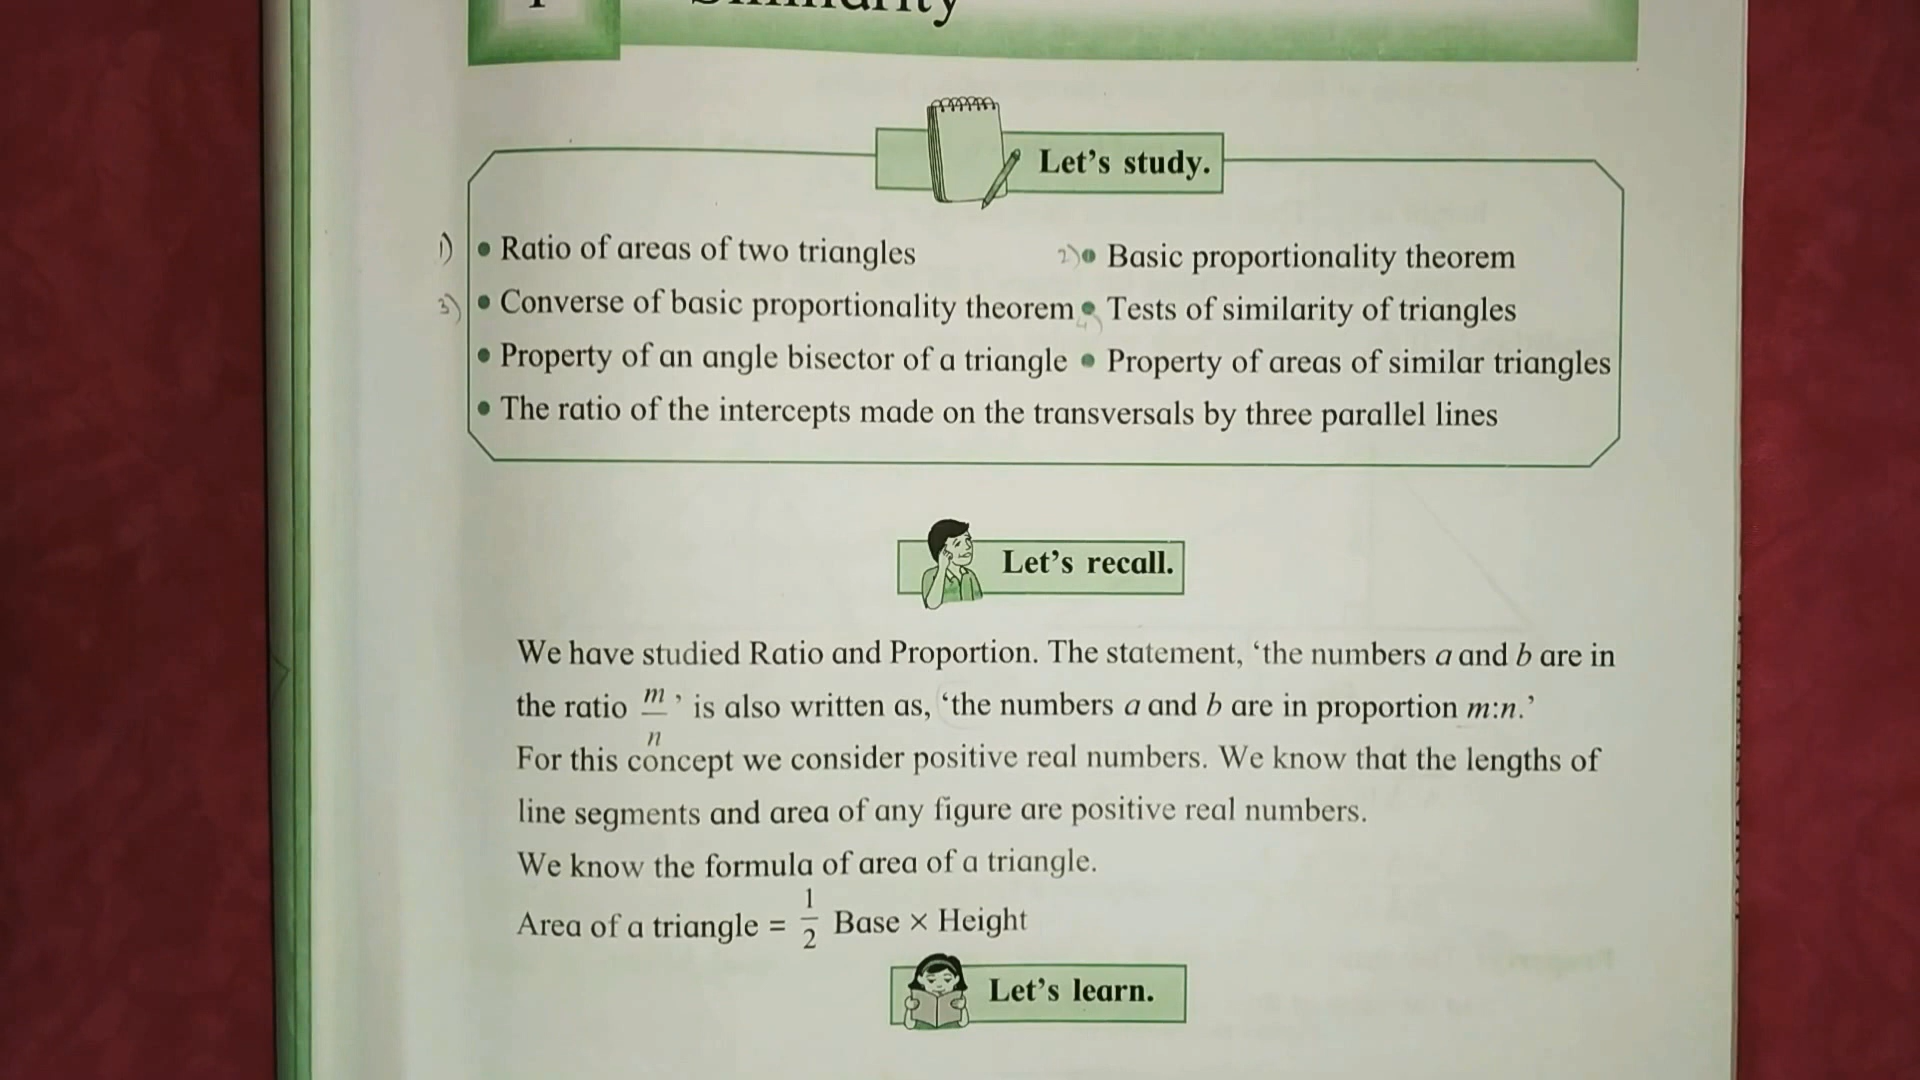 Similarity
Let's study.
1) • Ratio of areas of two triangles 2) • Basic proportionality theorem
3) • Converse of basic proportionality theorem 4) • Tests of similarity of triangles
• Property of an angle bisector of a triangle • Property of areas of similar triangles
• The ratio of the intercepts made on the transversals by three parallel lines
Let's recall.
We have studied Ratio and Proportion. The statement, 'the numbers a and b are in
the ratio m/n ' is also written as, 'the numbers a and b are in proportion m:n.'
For this concept we consider positive real numbers. We know that the lengths of
line segments and area of any figure are positive real numbers.
We know the formula of area of a triangle.
Area of a triangle = 1/2 Base × Height
Let's learn.